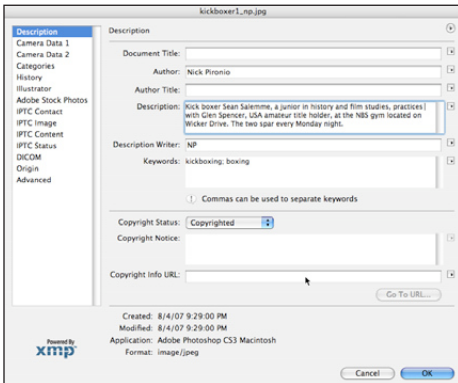 kickboxer1_np.jpg
Description
Camera Data 1
Camera Data 2
Categories
History
Illustrator
Adobe Stock Photos
IPTC Contact
IPTC Image
IPTC Content
IPTC Status
DICOM
Origin
Advanced
Description
Document Title:
Author: Nick Pironio
Author Title:
Description: Kick boxer Sean Salemme, a junior in history and film studies, practices
with Glen Spencer, USA amateur title holder, at the NBS gym located on
Wicker Drive. The two spar every Monday night.
Description Writer: NP
Keywords: kickboxing; boxing
! Commas can be used to separate keywords
Copyright Status: Copyrighted
Copyright Notice:
Copyright Info URL:
Go To URL...
Created: 8/4/07 9:29:00 PM
Modified: 8/4/07 9:29:00 PM
Application: Adobe Photoshop CS3 Macintosh
Format: image/jpeg
Powered By
xmp
Cancel
OK